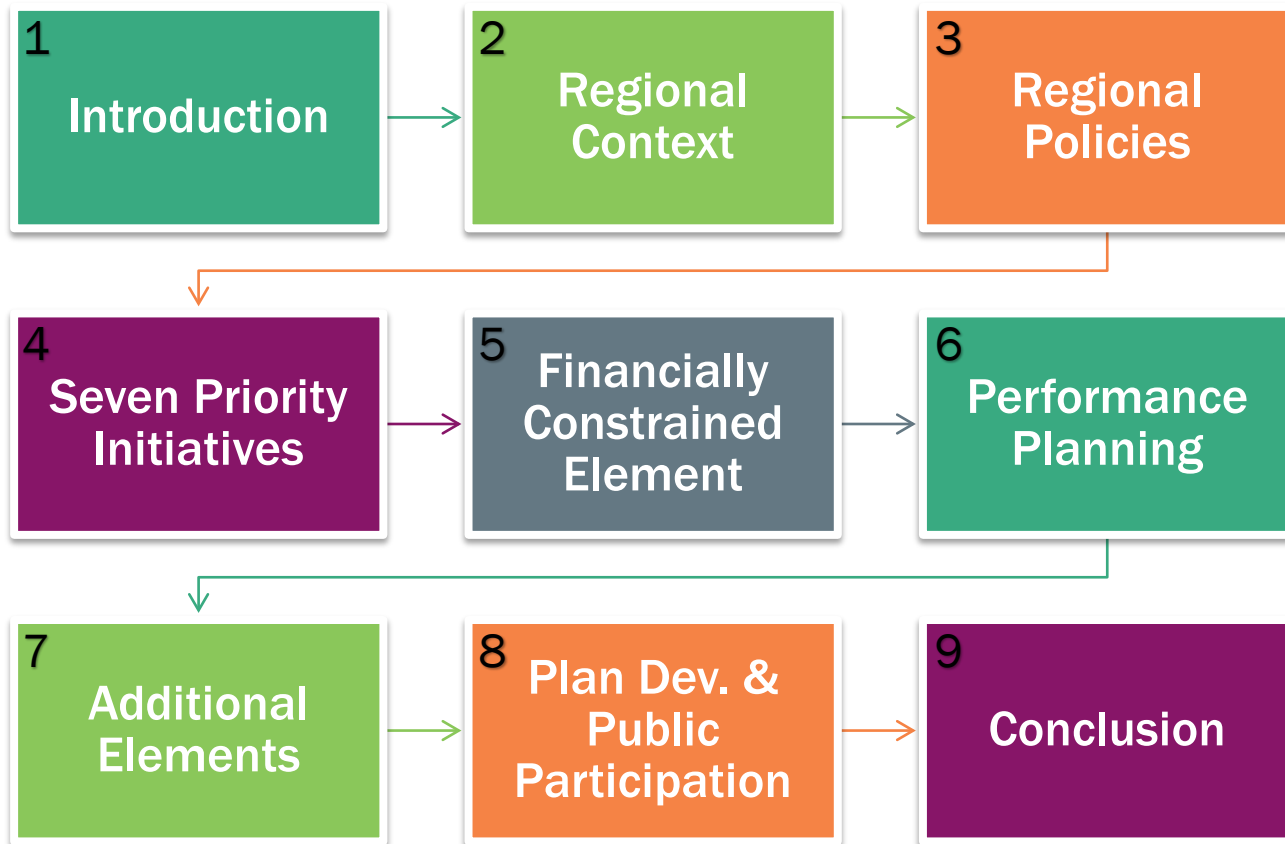 1
Introduction
2
Regional
Context
3
Regional
Policies
4
Seven Priority
Initiatives
5
Financially
Constrained
Element
6
Performance
Planning
7
Additional
Elements
8
Plan Dev. &
Public
Participation
9
Conclusion